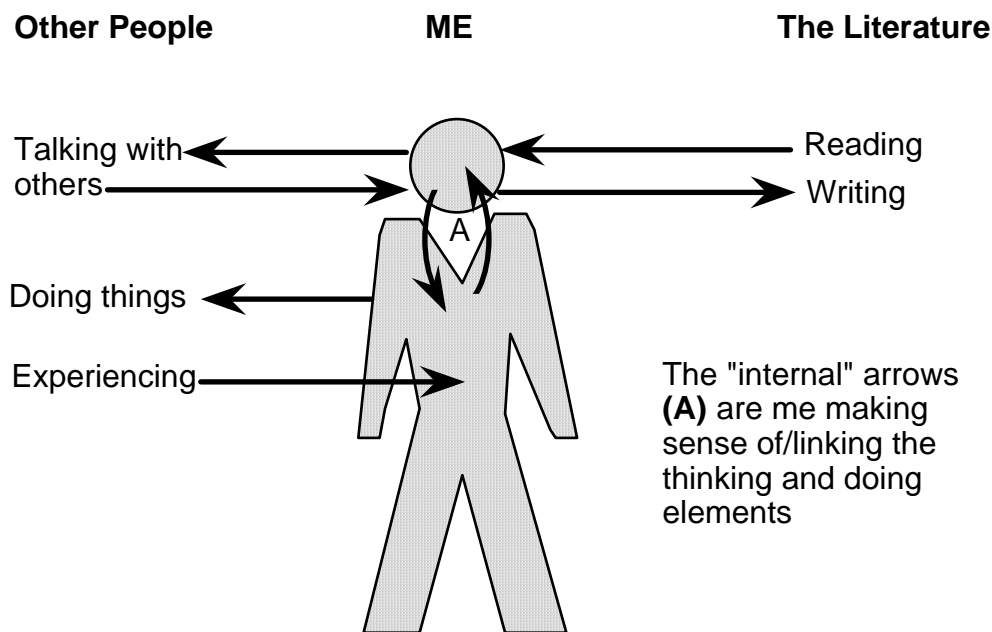 Other People ME The Literature
Talking with
others
Reading
Writing
A
Doing things
Experiencing
The "internal" arrows
(A) are me making
sense of/linking the
thinking and doing
elements